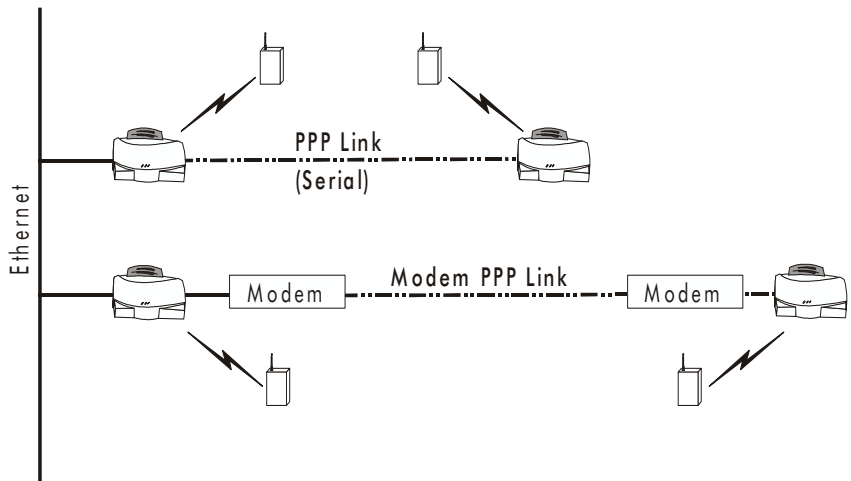 PPP Link
(Serial)
Ethernet
Modem PPP Link
Modem
Modem